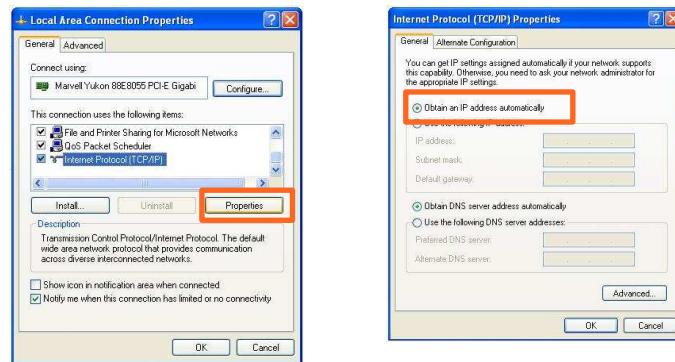 Local Area Connection Properties
General Advanced
Connect using:
Marvell Yukon 88E8055 PCI-E Gigabi
Configure...
This connection uses the following items:
File and Printer Sharing for Microsoft Networks
QoS Packet Scheduler
Internet Protocol (TCP/IP)
Install... Uninstall Properties
Description
Transmission Control Protocol/Internet Protocol. The default
wide area network protocol that provides communication
across diverse interconnected networks.
Show icon in notification area when connected
Notify me when this connection has limited or no connectivity
OK Cancel
Internet Protocol (TCP/IP) Properties
General Alternate Configuration
You can get IP settings assigned automatically if your network supports
this capability. Otherwise, you need to ask your network administrator for
the appropriate IP settings.
Obtain an IP address automatically
Use the following IP address:
IP address:
Subnet mask:
Default gateway:
Obtain DNS server address automatically
Use the following DNS server addresses:
Preferred DNS server:
Alternate DNS server:
Advanced...
OK Cancel